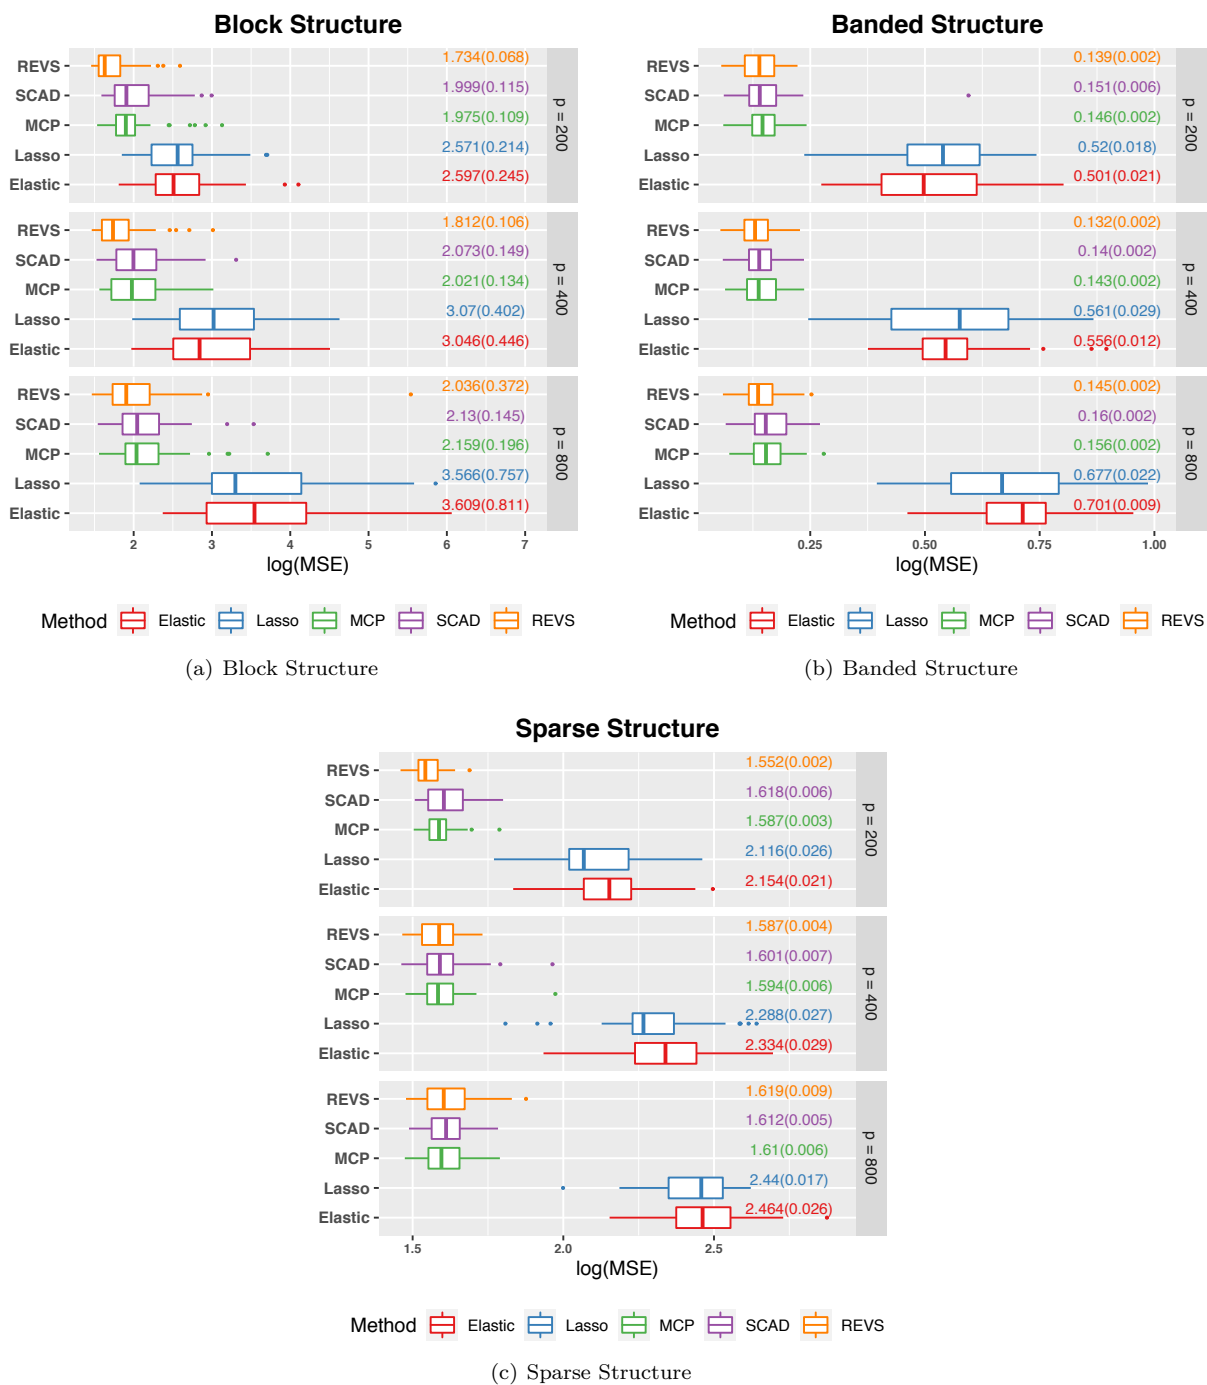 Block Structure
REVS
1.734(0.068)
SCAD
1.999(0.115)
MCP
1.975(0.109)
Lasso
2.571(0.214)
Elastic
2.597(0.245)
p = 200
REVS
1.812(0.106)
SCAD
2.073(0.149)
MCP
2.021(0.134)
Lasso
3.07(0.402)
Elastic
3.046(0.446)
p = 400
REVS
2.036(0.372)
SCAD
2.13(0.145)
MCP
2.159(0.196)
Lasso
3.566(0.757)
Elastic
3.609(0.811)
p = 800
2 3 4 5 6 7
log(MSE)
Method Elastic Lasso MCP SCAD REVS
(a) Block Structure
Banded Structure
REVS
0.139(0.002)
SCAD
0.151(0.006)
MCP
0.146(0.002)
Lasso
0.52(0.018)
Elastic
0.501(0.021)
p = 200
REVS
0.132(0.002)
SCAD
0.14(0.002)
MCP
0.143(0.002)
Lasso
0.561(0.029)
Elastic
0.556(0.012)
p = 400
REVS
0.145(0.002)
SCAD
0.16(0.002)
MCP
0.156(0.002)
Lasso
0.677(0.022)
Elastic
0.701(0.009)
p = 800
0.25 0.50 0.75 1.00
log(MSE)
Method Elastic Lasso MCP SCAD REVS
(b) Banded Structure
Sparse Structure
REVS
1.552(0.002)
SCAD
1.618(0.006)
MCP
1.587(0.003)
Lasso
2.116(0.026)
Elastic
2.154(0.021)
p = 200
REVS
1.587(0.004)
SCAD
1.601(0.007)
MCP
1.594(0.006)
Lasso
2.288(0.027)
Elastic
2.334(0.029)
p = 400
REVS
1.619(0.009)
SCAD
1.612(0.005)
MCP
1.61(0.006)
Lasso
2.44(0.017)
Elastic
2.464(0.026)
p = 800
1.5 2.0 2.5
log(MSE)
Method Elastic Lasso MCP SCAD REVS
(c) Sparse Structure